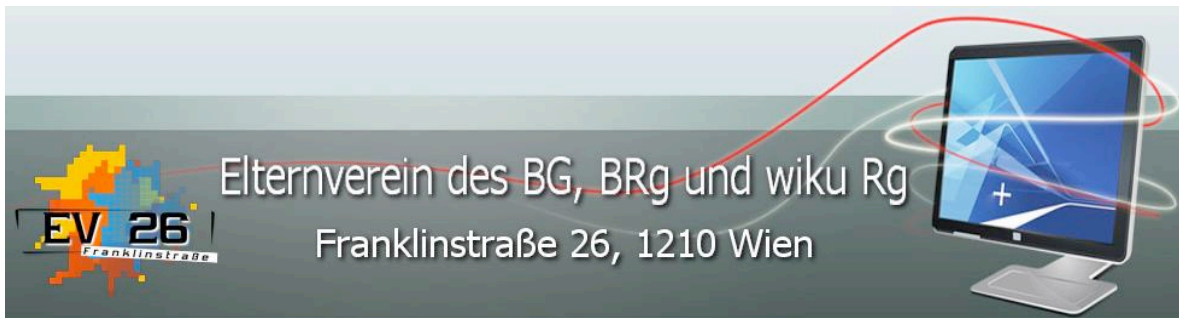 Elternverein des BG, BRg und wiku Rg
Franklinstraße 26, 1210 Wien
EV 26
Franklinstraße